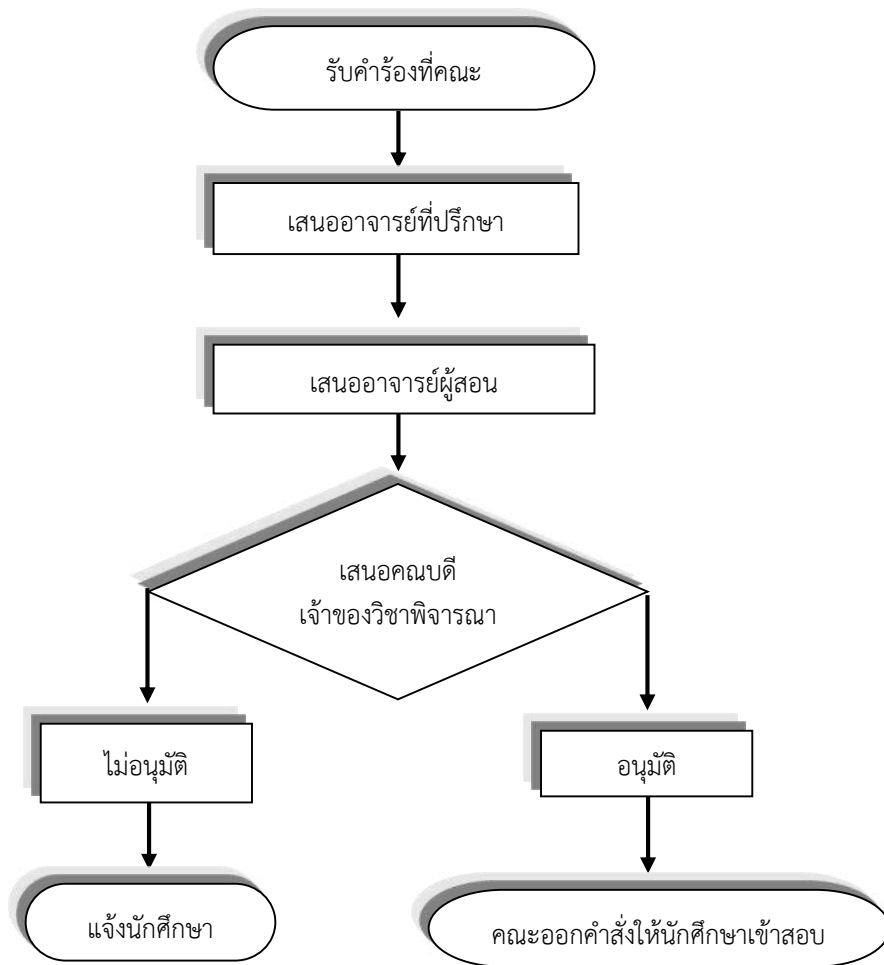 รับคำร้องที่คณะ
เสนออาจารย์ที่ปรึกษา
เสนออาจารย์ผู้สอน
เสนอคณบดี
เจ้าของวิชาพิจารณา
ไม่อนุมัติ
อนุมัติ
แจ้งนักศึกษา
คณะออกคำสั่งให้นักศึกษาเข้าสอบ